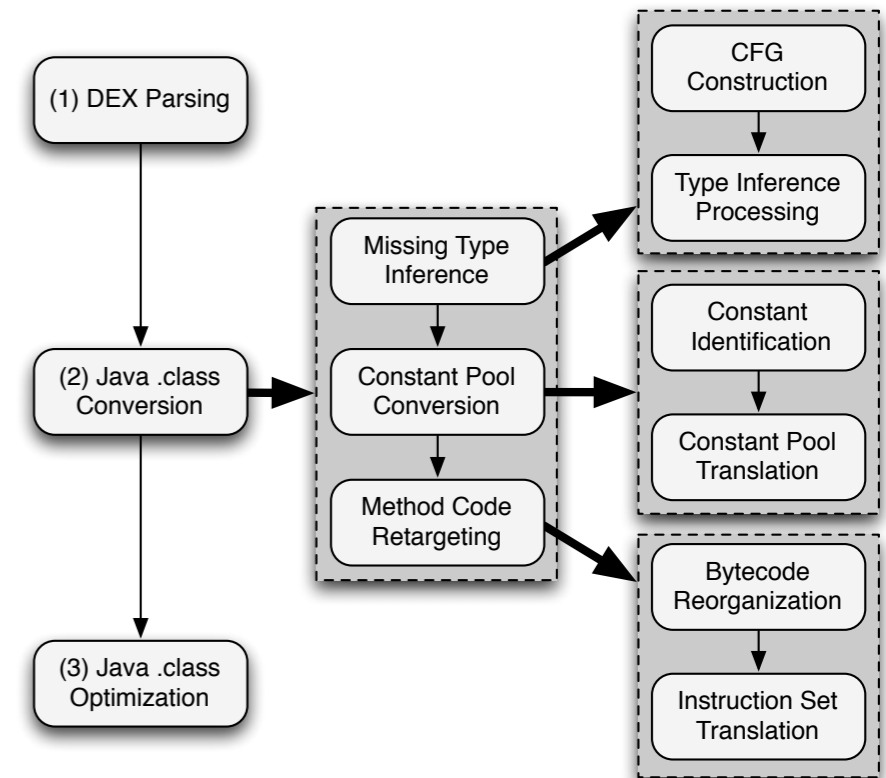 (1) DEX Parsing
(2) Java .class
Conversion
(3) Java .class
Optimization
Missing Type
Inference
Constant Pool
Conversion
Method Code
Retargeting
CFG
Construction
Type Inference
Processing
Constant
Identification
Constant Pool
Translation
Bytecode
Reorganization
Instruction Set
Translation